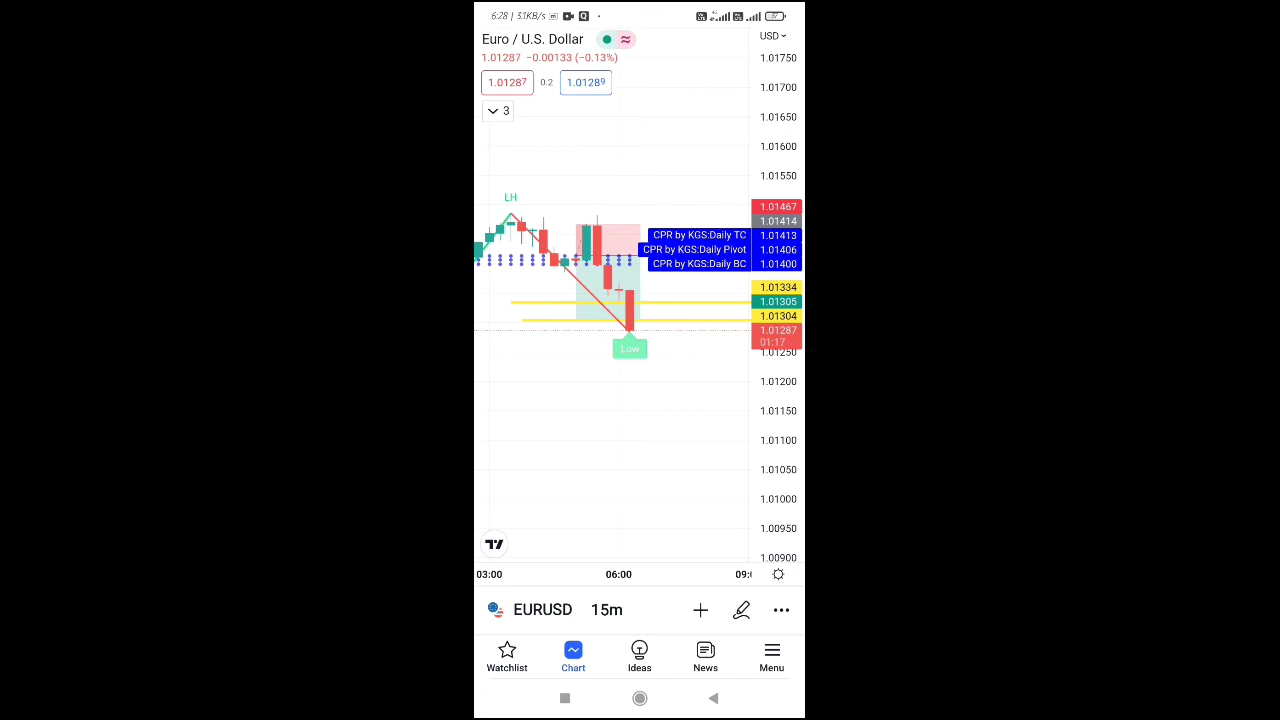 6:28 | 3.1KB/s
Euro / U.S. Dollar
USD
1.01287 −0.00133 (−0.13%)
1.01287 0.2 1.01289
3
1.01750
1.01700
1.01650
1.01600
1.01550
LH
1.01467
1.01414
CPR by KGS:Daily TC 1.01413
CPR by KGS:Daily Pivot 1.01406
CPR by KGS:Daily BC 1.01400
1.01334
1.01305
1.01304
1.01287
01:17
Low
1.01250
1.01200
1.01150
1.01100
1.01050
1.01000
1.00950
1.00900
03:00 06:00 09:
EURUSD 15m
Watchlist Chart Ideas News Menu